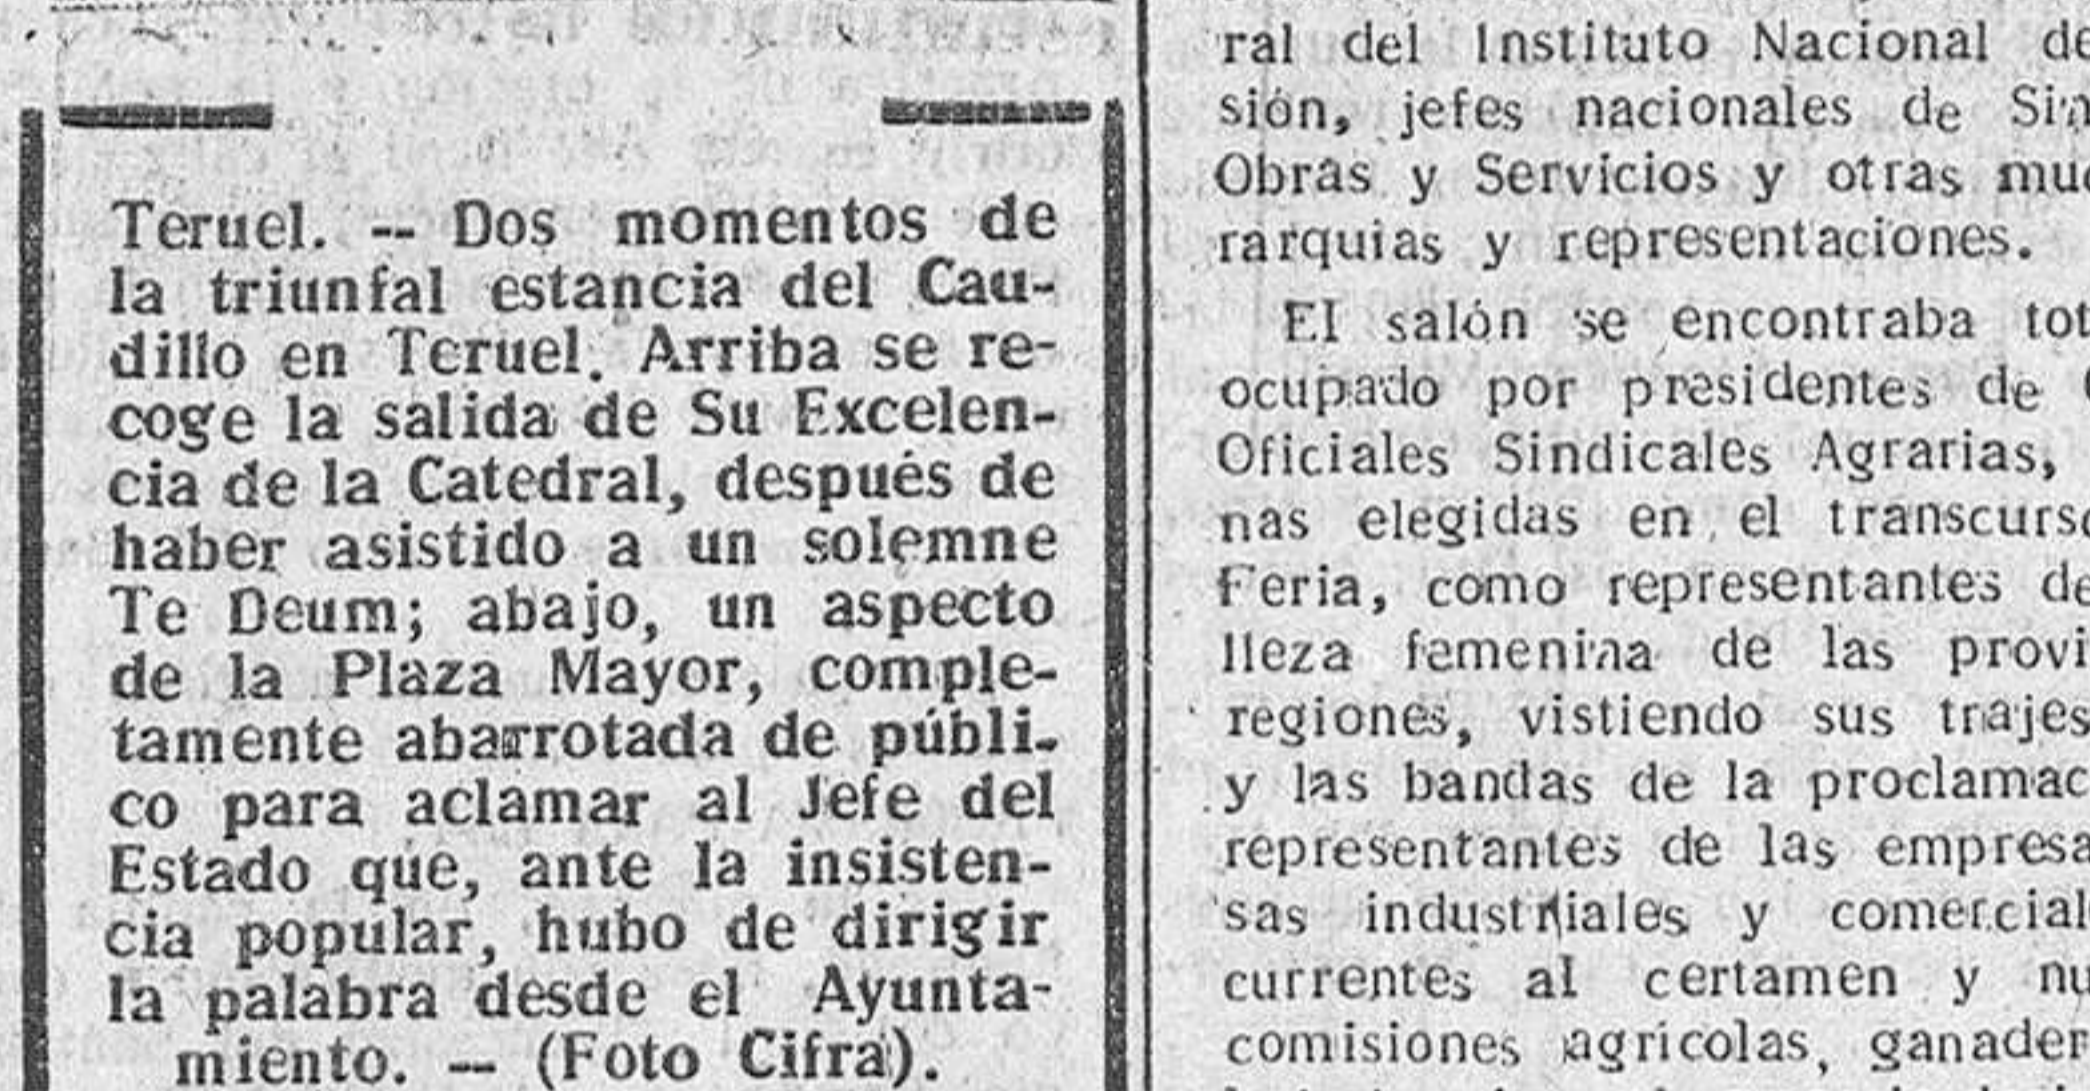 Teruel. -- Dos momentos de
la triunfal estancia del Cau-
dillo en Teruel. Arriba se re-
coge la salida de Su Excelen-
cia de la Catedral, después de
haber asistido a un solemne
Te Deum; abajo, un aspecto
de la Plaza Mayor, comple-
tamente abarrotada de públi-
co para aclamar al Jefe del
Estado que, ante la insisten-
cia popular, hubo de dirigir
la palabra desde el Ayunta-
miento. -- (Foto Cifra).
ral del Instituto Nacional de
sión, jefes nacionales de
Obras y Servicios y otras
rarquias y representaciones.
El salón se encontraba
ocupado por presidentes de
Oficiales Sindicales Agrarias,
nas elegidas en el
Feria, como representantes
lleza femenina de las
regiones, vistiendo sus trajes
y las bandas de la
representantes de las
sas industriales y
currentes al certamen y
comisiones agrícolas,